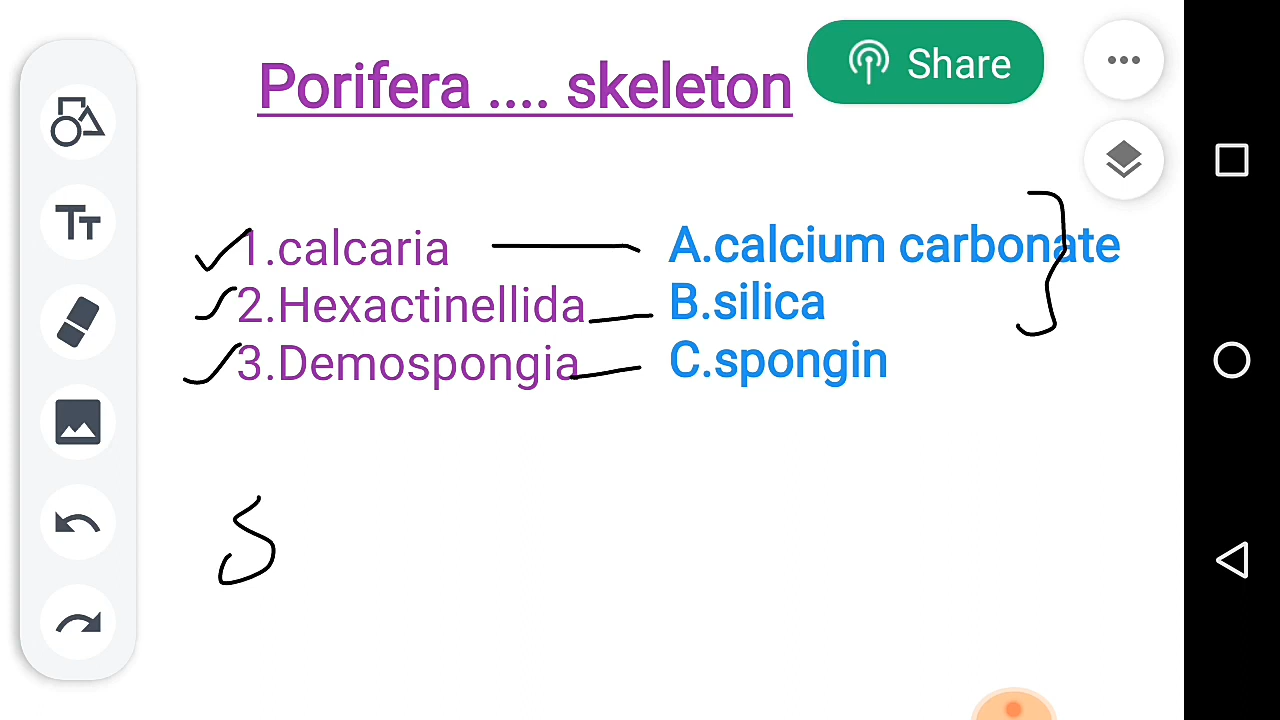 Porifera .... skeleton
Share
1.calcaria A.calcium carbonate
2.Hexactinellida B.silica
3.Demospongia C.spongin
S